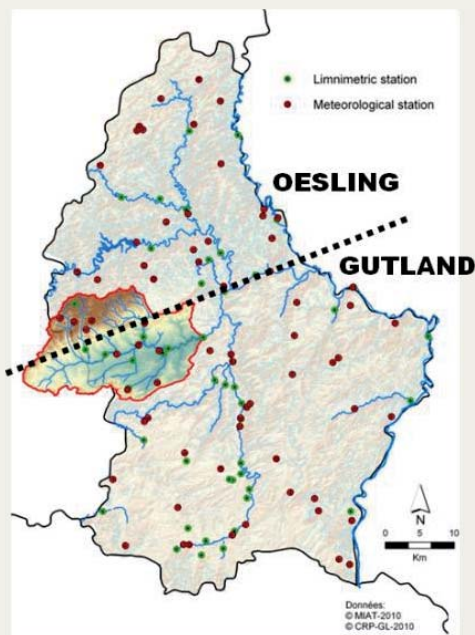 Limnimetric station
Meteorological station
OESLING
GUTLAND
N
0 5 10
Km
Données:
© MIAT-2010
© CRP-GL-2010